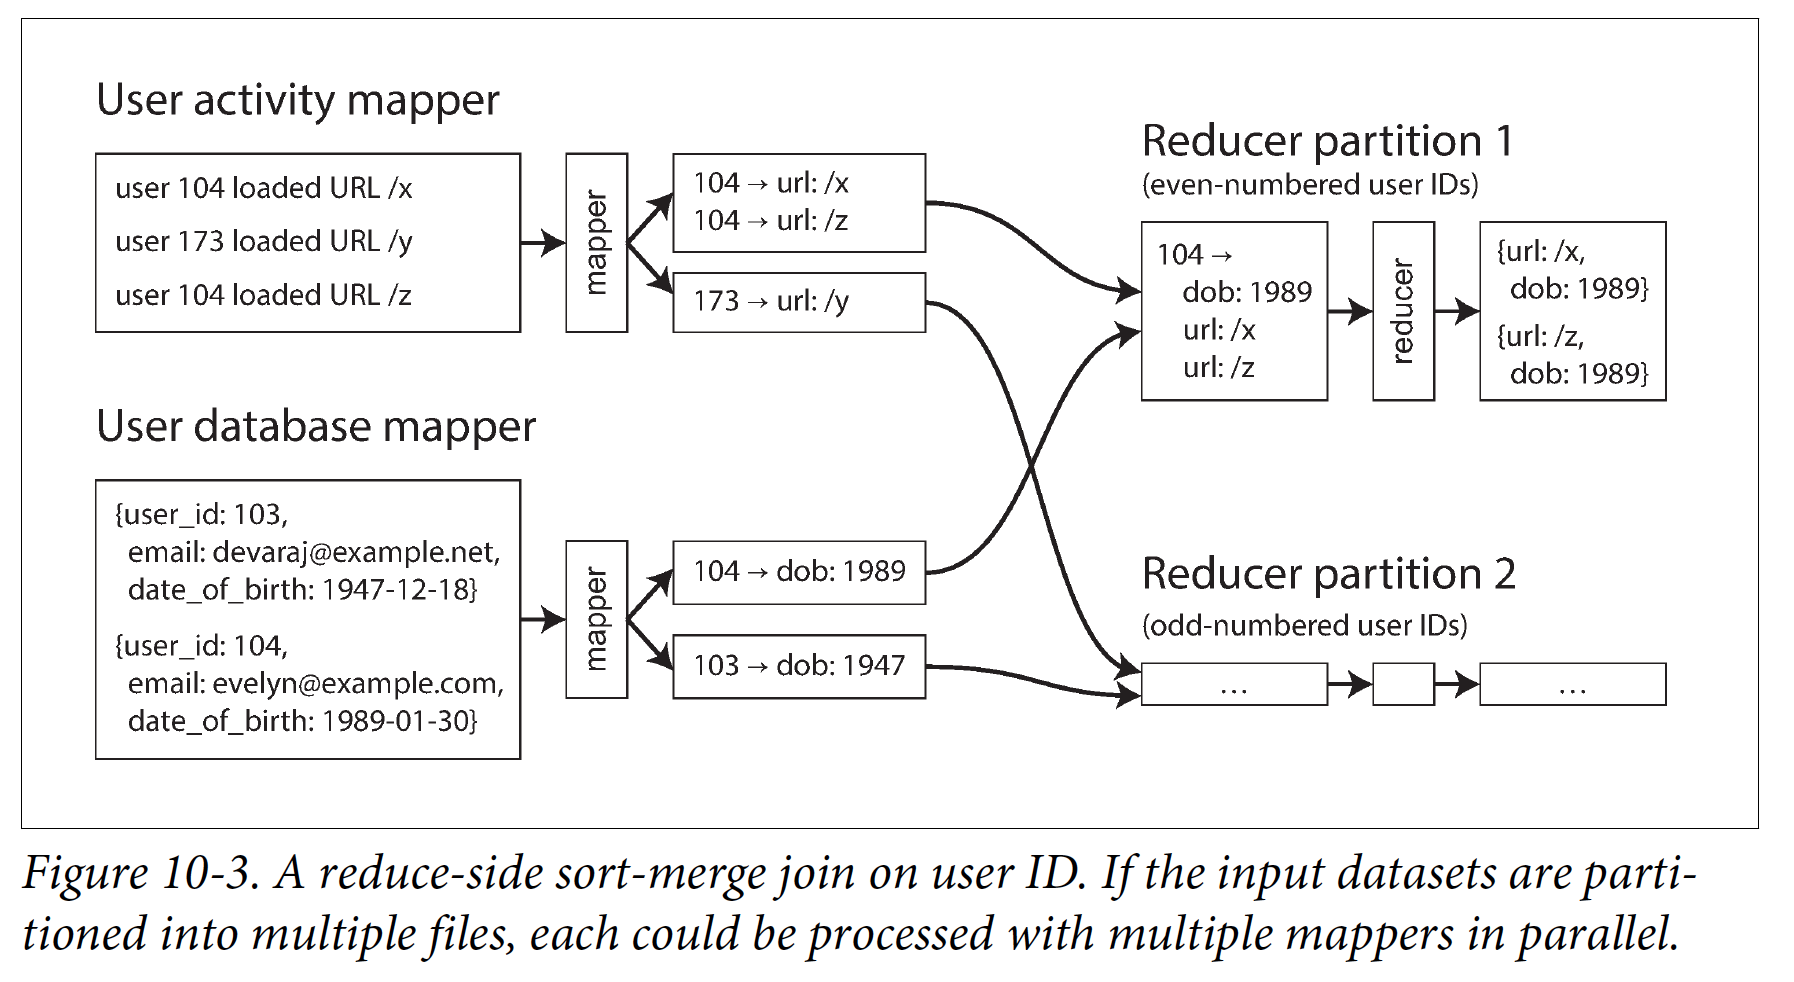 User activity mapper
user 104 loaded URL /x
user 173 loaded URL /y
user 104 loaded URL /z
mapper
104 → url: /x
104 → url: /z
173 → url: /y
User database mapper
{user_id: 103,
email: devaraj@example.net,
date_of_birth: 1947-12-18}
{user_id: 104,
email: evelyn@example.com,
date_of_birth: 1989-01-30}
mapper
104 → dob: 1989
103 → dob: 1947
Reducer partition 1
(even-numbered user IDs)
104 →
dob: 1989
url: /x
url: /z
reducer
{url: /x,
dob: 1989}
{url: /z,
dob: 1989}
Reducer partition 2
(odd-numbered user IDs)
...
...
Figure 10-3. A reduce-side sort-merge join on user ID. If the input datasets are parti-
tioned into multiple files, each could be processed with multiple mappers in parallel.